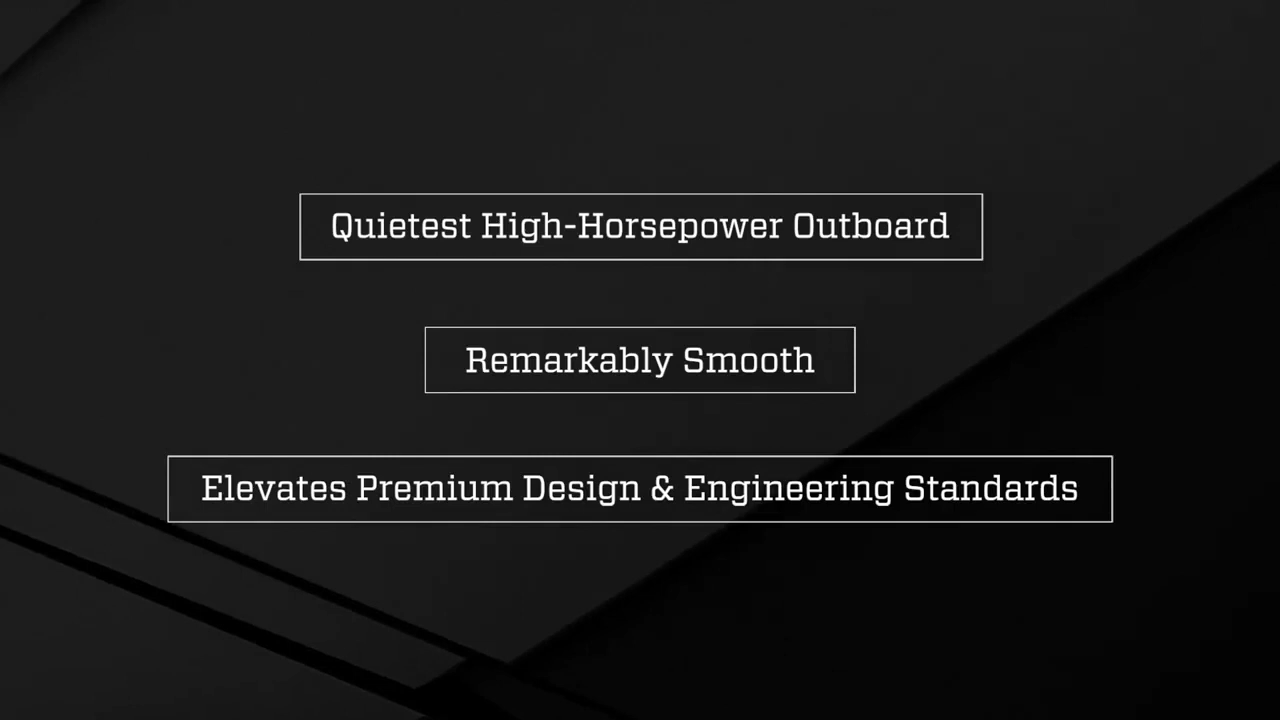 Quietest High-Horsepower Outboard
Remarkably Smooth
Elevates Premium Design & Engineering Standards